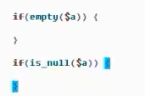 if(empty($a)) {
}
if(is_null($a)) {
}